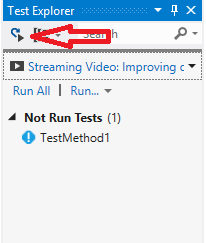 Test Explorer
Search
Streaming Video: Improving c
Run All | Run...
Not Run Tests (1)
TestMethod1